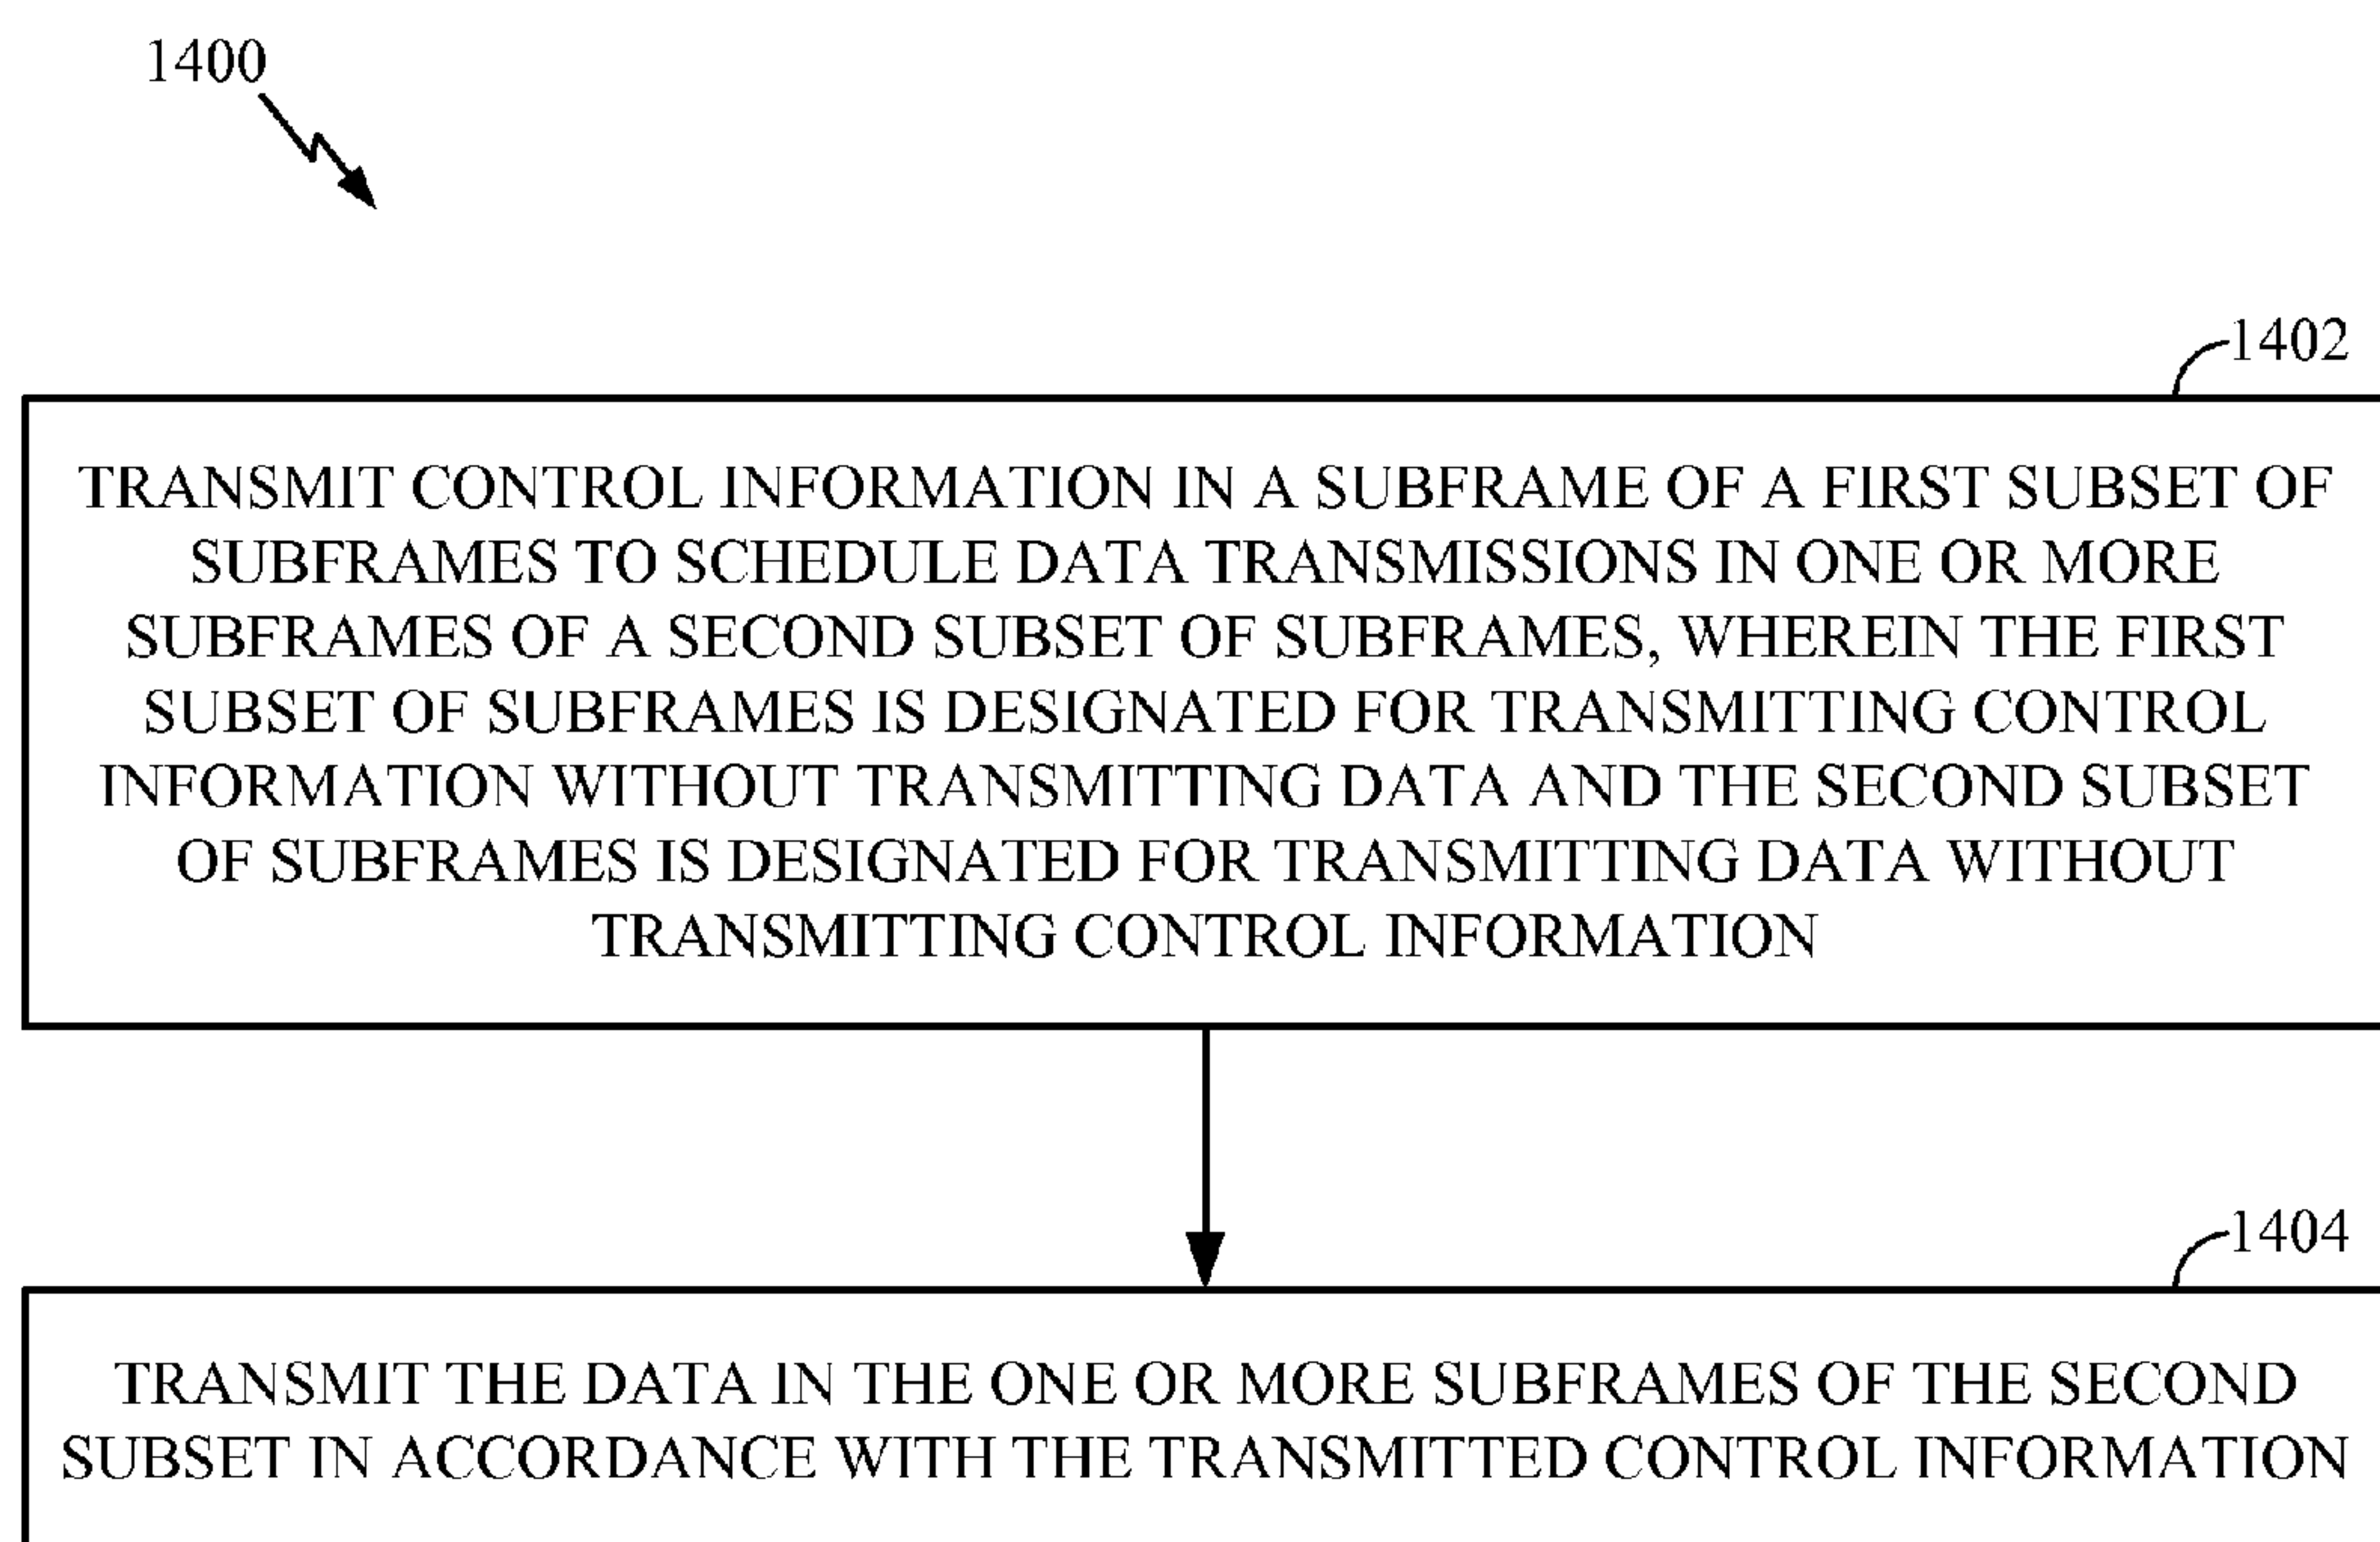 1400
1402
TRANSMIT CONTROL INFORMATION IN A SUBFRAME OF A FIRST SUBSET OF
SUBFRAMES TO SCHEDULE DATA TRANSMISSIONS IN ONE OR MORE
SUBFRAMES OF A SECOND SUBSET OF SUBFRAMES, WHEREIN THE FIRST
SUBSET OF SUBFRAMES IS DESIGNATED FOR TRANSMITTING CONTROL
INFORMATION WITHOUT TRANSMITTING DATA AND THE SECOND SUBSET
OF SUBFRAMES IS DESIGNATED FOR TRANSMITTING DATA WITHOUT
TRANSMITTING CONTROL INFORMATION
1404
TRANSMIT THE DATA IN THE ONE OR MORE SUBFRAMES OF THE SECOND
SUBSET IN ACCORDANCE WITH THE TRANSMITTED CONTROL INFORMATION